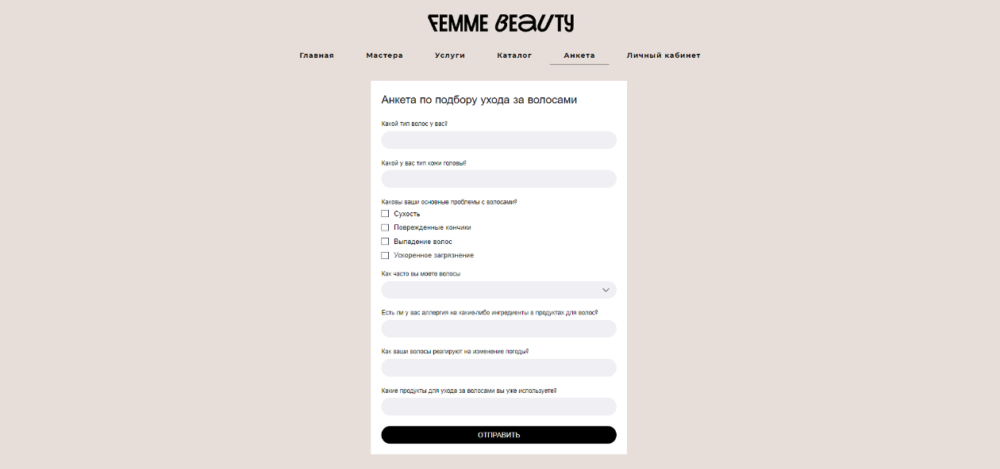 FEMME BEAUTY
Главная Мастера Услуги Каталог Анкета Личный кабинет
Анкета по подбору ухода за волосами
Какой тип волос у вас?
Какой у вас тип кожи головы?
Каковы ваши основные проблемы с волосами?
Сухость
Поврежденные кончики
Выпадение волос
Ускоренное загрязнение
Как часто вы моете волосы
Есть ли у вас аллергия на какие-либо ингредиенты в продуктах для волос?
Как ваши волосы реагируют на изменение погоды?
Какие продукты для ухода за волосами вы уже используете?
ОТПРАВИТЬ